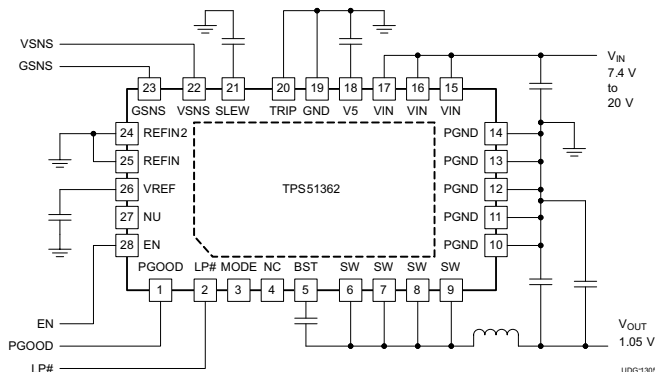 VSNS
GSNS
23 22 21 20 19 18 17 16 15
GSNS VSNS SLEW TRIP GND V5 VIN VIN VIN
V_IN
7.4 V
to
20 V
24 REFIN2
25 REFIN
26 VREF
27 NU
28 EN
TPS51362
PGND 14
PGND 13
PGND 12
PGND 11
PGND 10
PGOOD LP# MODE NC BST SW SW SW SW
1 2 3 4 5 6 7 8 9
EN
PGOOD
LP#
V_OUT
1.05 V